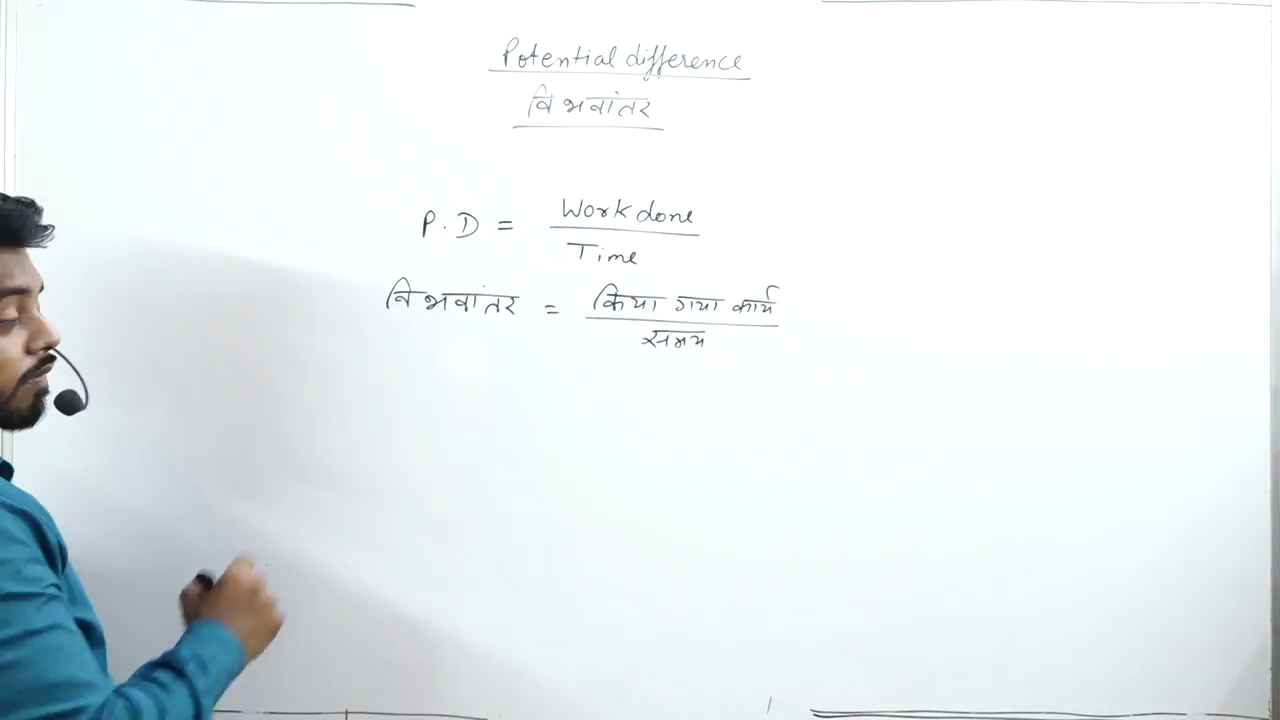 Potential difference
विभवांतर
P.D = Work done / Time
विभवांतर = किया गया कार्य / समय